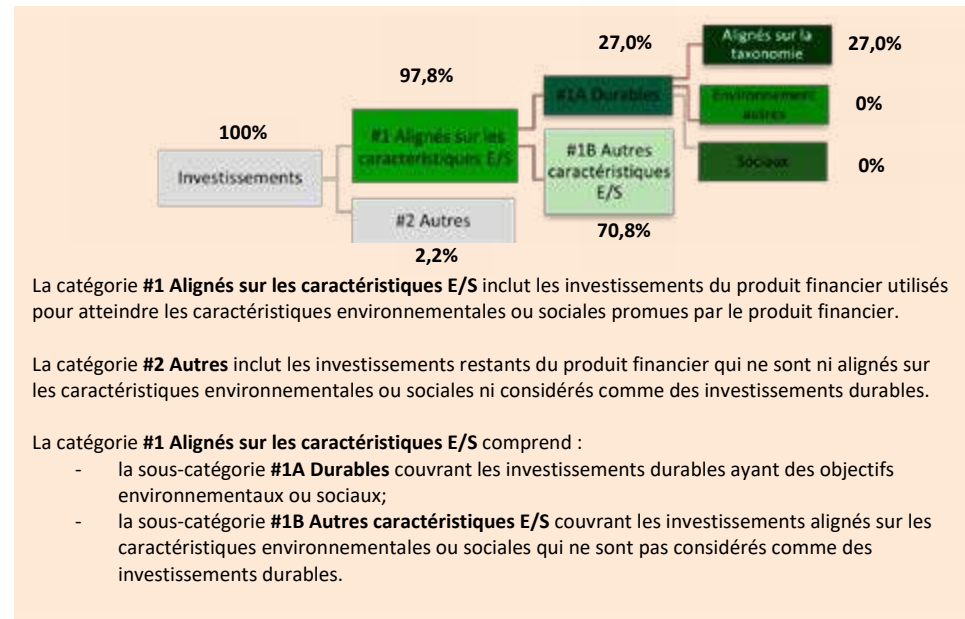 Alignés sur la
taxonomie
27,0%
27,0%
97,8%
#1A Durables
Environnement
autres
0%
100%
#1 Alignés sur les
caractéristiques E/S
#1B Autres
caractéristiques
E/S
Sociaux
0%
Investissements
#2 Autres
70,8%
2,2%
La catégorie #1 Alignés sur les caractéristiques E/S inclut les investissements du produit financier utilisés
pour atteindre les caractéristiques environnementales ou sociales promues par le produit financier.
La catégorie #2 Autres inclut les investissements restants du produit financier qui ne sont ni alignés sur
les caractéristiques environnementales ou sociales ni considérés comme des investissements durables.
La catégorie #1 Alignés sur les caractéristiques E/S comprend :
- la sous-catégorie #1A Durables couvrant les investissements durables ayant des objectifs
environnementaux ou sociaux;
- la sous-catégorie #1B Autres caractéristiques E/S couvrant les investissements alignés sur les
caractéristiques environnementales ou sociales qui ne sont pas considérés comme des
investissements durables.